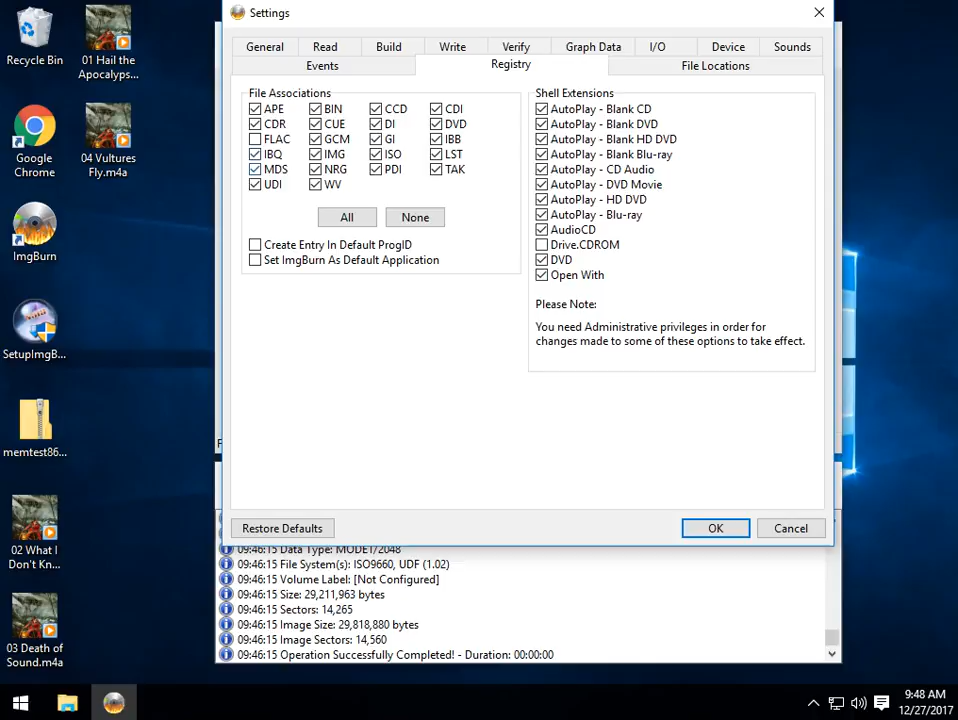 Recycle Bin
01 Hail the
Apocalyps...
Google
Chrome
04 Vultures
Fly.m4a
ImgBurn
SetupImgB...
memtest86...
02 What I
Don't Kn...
03 Death of
Sound.m4a
Settings
General Read Build Write Verify Graph Data I/O Device Sounds
Events Registry File Locations
File Associations
APE BIN CCD CDI
CDR CUE DI DVD
FLAC GCM GI IBB
IBQ IMG ISO LST
MDS NRG PDI TAK
UDI WV
All None
Create Entry In Default ProgID
Set ImgBurn As Default Application
Shell Extensions
AutoPlay - Blank CD
AutoPlay - Blank DVD
AutoPlay - Blank HD DVD
AutoPlay - Blank Blu-ray
AutoPlay - CD Audio
AutoPlay - DVD Movie
AutoPlay - HD DVD
AutoPlay - Blu-ray
AudioCD
Drive.CDROM
DVD
Open With
Please Note:
You need Administrative privileges in order for
changes made to some of these options to take effect.
Restore Defaults OK Cancel
09:46:15 Data Type: MODE1/2048
09:46:15 File System(s): ISO9660, UDF (1.02)
09:46:15 Volume Label: [Not Configured]
09:46:15 Size: 29,211,963 bytes
09:46:15 Sectors: 14,265
09:46:15 Image Size: 29,818,880 bytes
09:46:15 Image Sectors: 14,560
09:46:15 Operation Successfully Completed! - Duration: 00:00:00
9:48 AM
12/27/2017